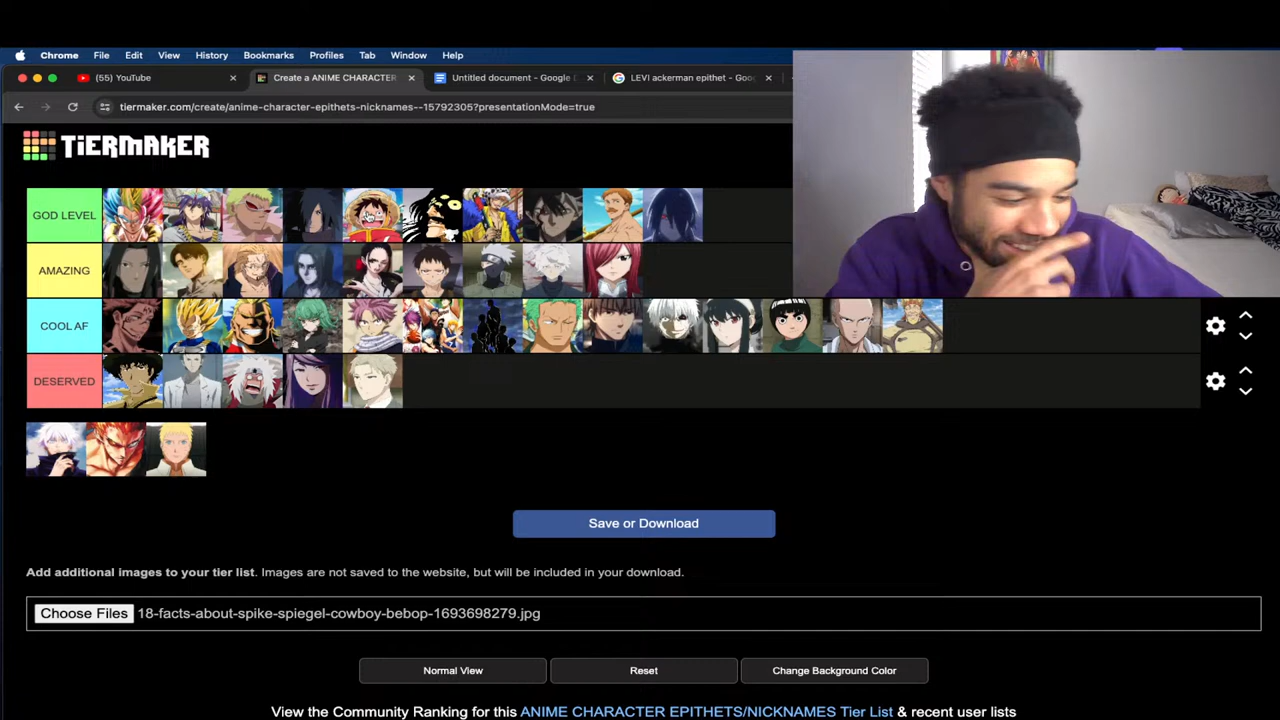 Chrome File Edit View History Bookmarks Profiles Tab Window Help
(55) YouTube
Create a ANIME CHARACTER
Untitled document - Google
LEVI ackerman epithet - Goo
tiermaker.com/create/anime-character-epithets-nicknames--15792305?presentationMode=true
TiERMAKER
GOD LEVEL
AMAZING
COOL AF
DESERVED
Save or Download
Add additional images to your tier list. Images are not saved to the website, but will be included in your download.
Choose Files 18-facts-about-spike-spiegel-cowboy-bebop-1693698279.jpg
Normal View Reset Change Background Color
View the Community Ranking for this ANIME CHARACTER EPITHETS/NICKNAMES Tier List & recent user lists